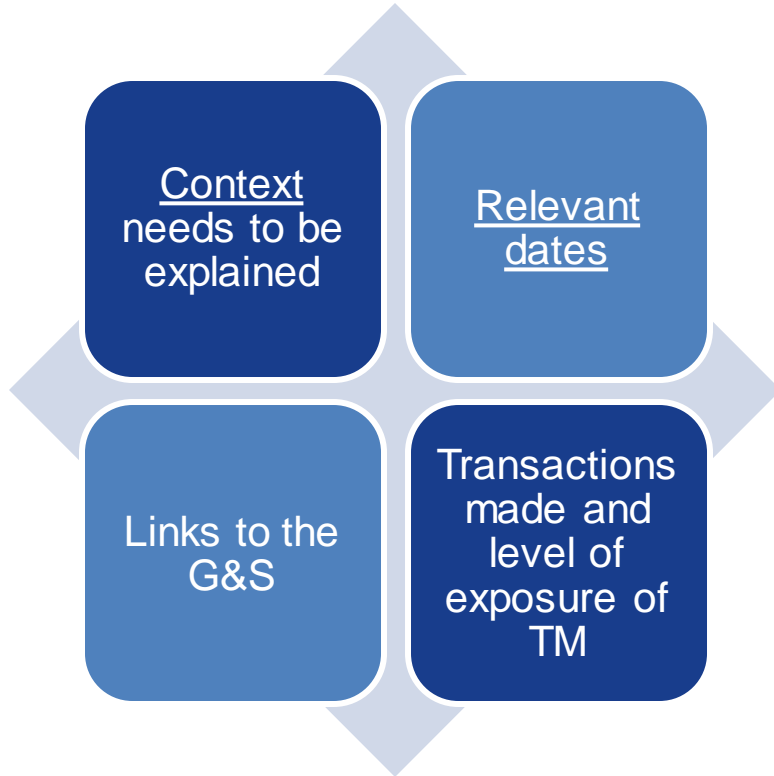 Context
needs to be
explained
Relevant
dates
Links to the
G&S
Transactions
made and
level of
exposure of
TM